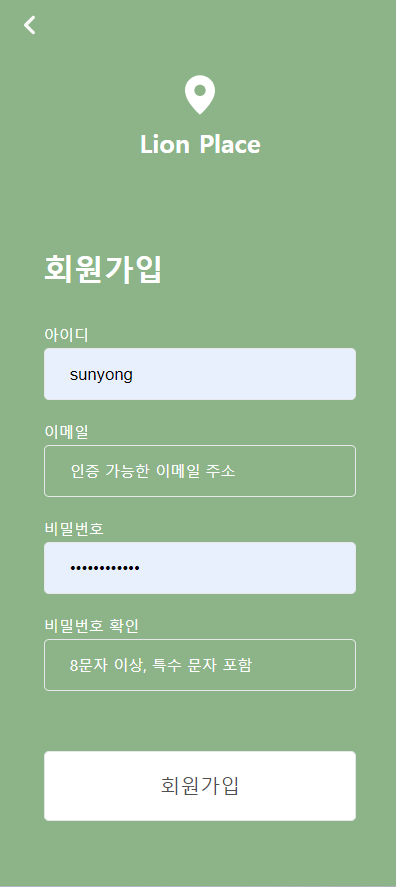 Lion Place
회원가입
아이디
sunyong
이메일
인증 가능한 이메일 주소
비밀번호
••••••••••••
비밀번호 확인
8문자 이상, 특수 문자 포함
회원가입